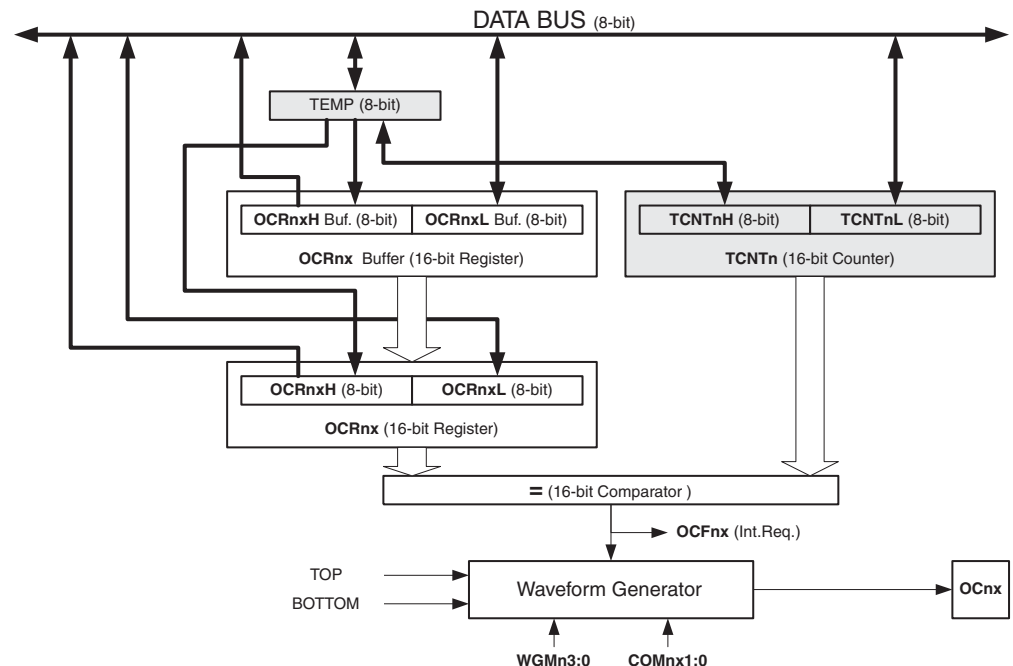 DATA BUS (8-bit)
TEMP (8-bit)
OCRnxH Buf. (8-bit) OCRnxL Buf. (8-bit)
OCRnx Buffer (16-bit Register)
TCNTnH (8-bit) TCNTnL (8-bit)
TCNTn (16-bit Counter)
OCRnxH (8-bit) OCRnxL (8-bit)
OCRnx (16-bit Register)
= (16-bit Comparator )
OCFnx (Int.Req.)
TOP
BOTTOM
Waveform Generator
OCnx
WGMn3:0 COMnx1:0